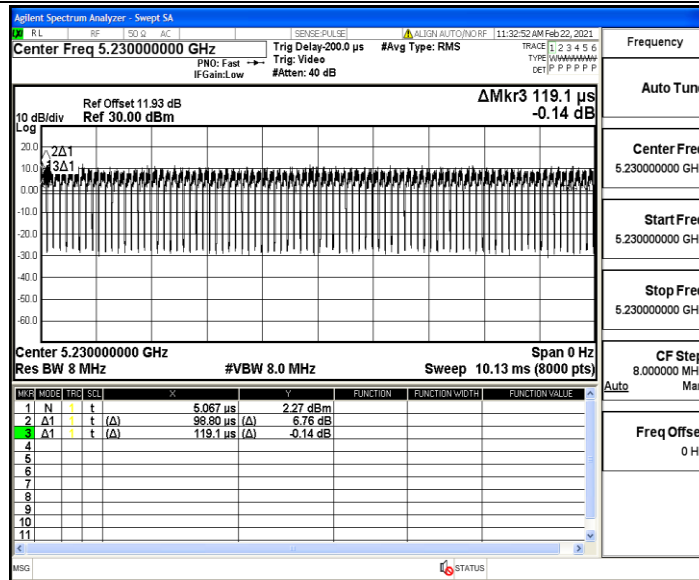 Agilent Spectrum Analyzer - Swept SA
RL RF 50 Ω AC SENSE:PULSE ALIGN AUTO/NO RF 11:32:52 AM Feb 22, 2021
Center Freq 5.230000000 GHz
PNO: Fast
IFGain:Low
Trig Delay-200.0 µs
Trig: Video
#Atten: 40 dB
#Avg Type: RMS
TRACE 1 2 3 4 5 6
TYPE
DET P P P P P P
Ref Offset 11.93 dB
10 dB/div Ref 30.00 dBm
Log
ΔMkr3 119.1 µs
-0.14 dB
20.0
10.0
0.00
-10.0
-20.0
-30.0
-40.0
-50.0
-60.0
2Δ1
3Δ1
Center 5.230000000 GHz Span 0 Hz
Res BW 8 MHz #VBW 8.0 MHz Sweep 10.13 ms (8000 pts)
MKR MODE TRC SCL X Y FUNCTION FUNCTION WIDTH FUNCTION VALUE
1 N 1 t 5.067 µs 2.27 dBm
2 Δ1 1 t (Δ) 98.80 µs (Δ) 6.76 dB
3 Δ1 1 t (Δ) 119.1 µs (Δ) -0.14 dB
4
5
6
7
8
9
10
11
MSG STATUS
Frequency
Auto Tun
Center Fre
5.230000000 GH
Start Fre
5.230000000 GH
Stop Fre
5.230000000 GH
CF Step
8.000000 MH
Auto Ma
Freq Offse
0 H